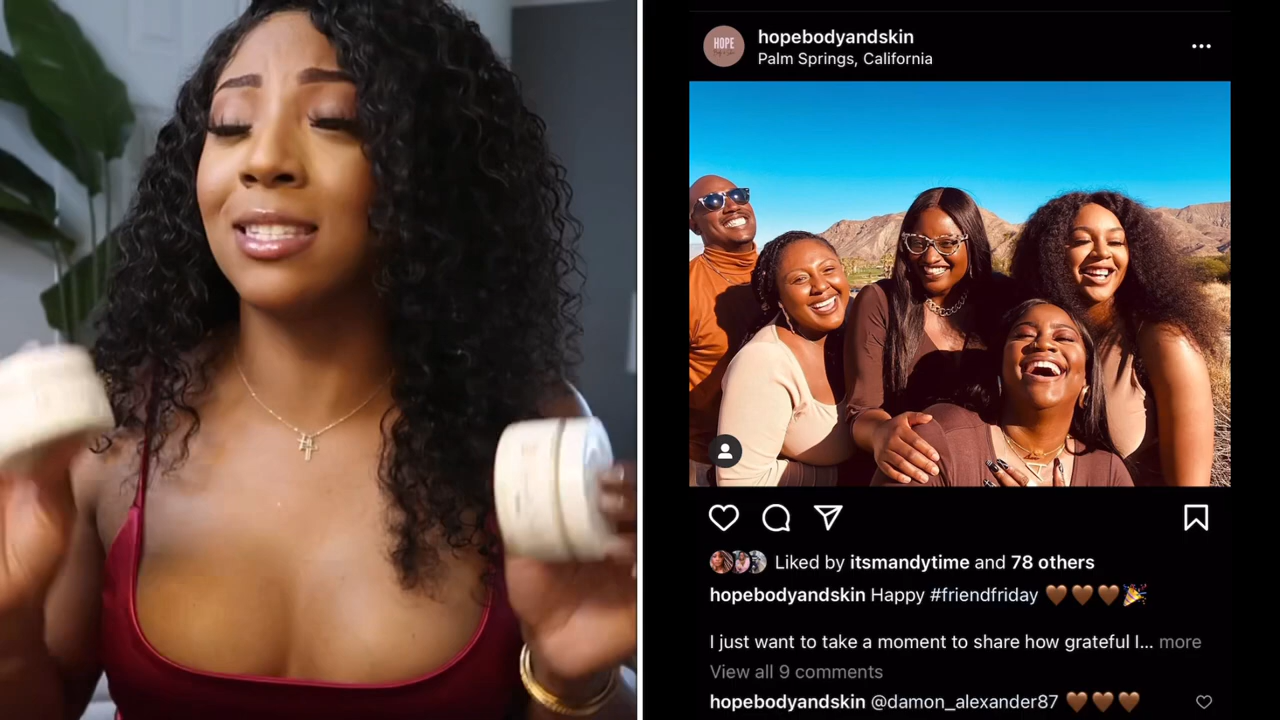 HOPE
hopebodyandskin
Palm Springs, California
Liked by itsmandytime and 78 others
hopebodyandskin Happy #friendfriday 🤎🤎🤎🎉
I just want to take a moment to share how grateful I... more
View all 9 comments
hopebodyandskin @damon_alexander87 🤎🤎🤎